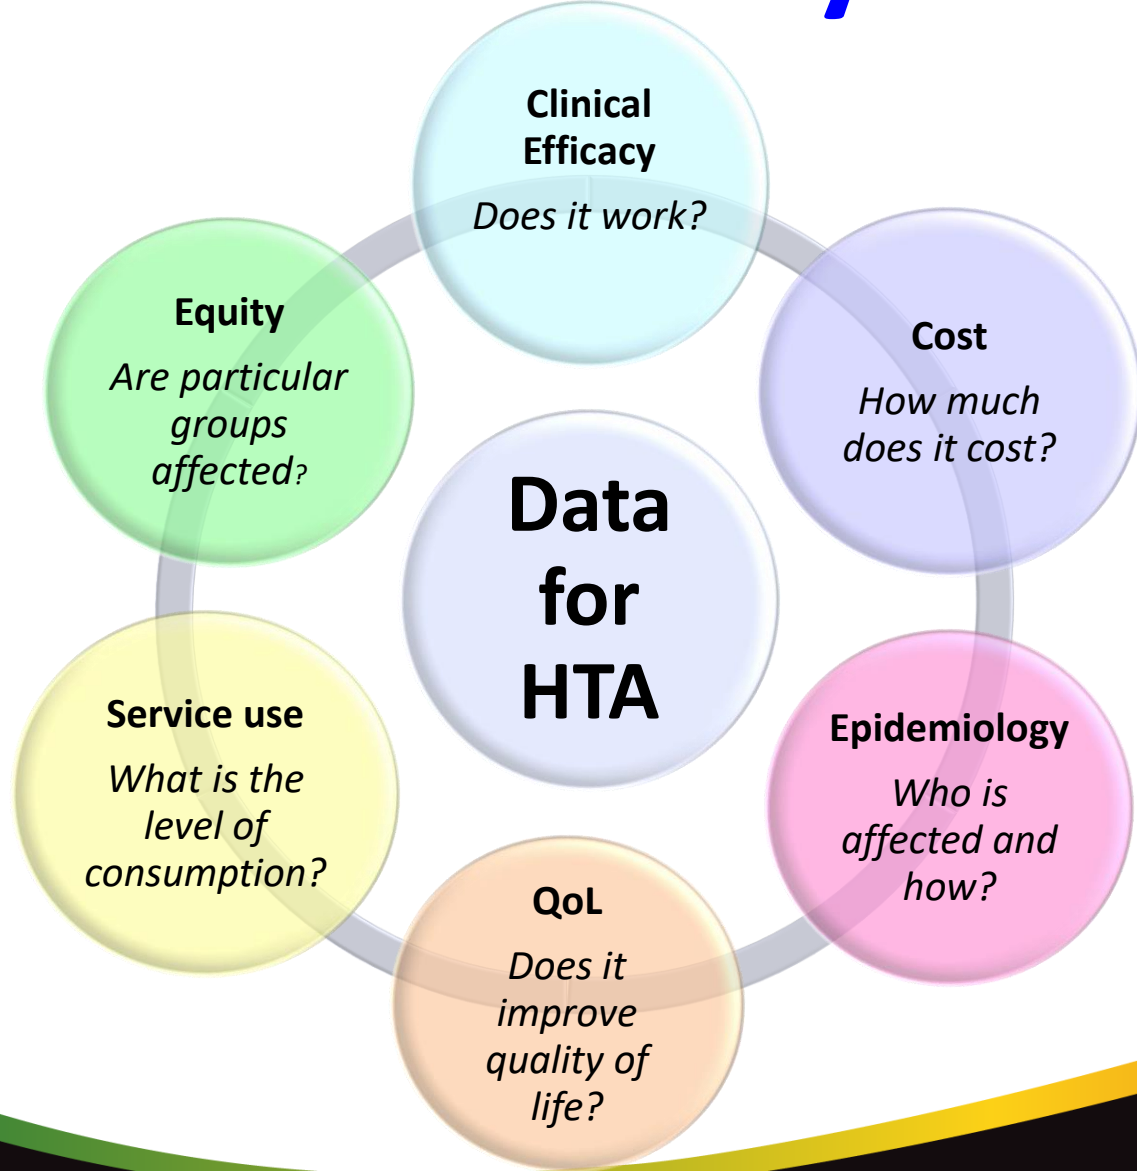 Clinical
Efficacy
Does it work?
Cost
How much
does it cost?
Epidemiology
Who is
affected and
how?
QoL
Does it
improve
quality of
life?
Service use
What is the
level of
consumption?
Equity
Are particular
groups
affected?
Data
for
HTA